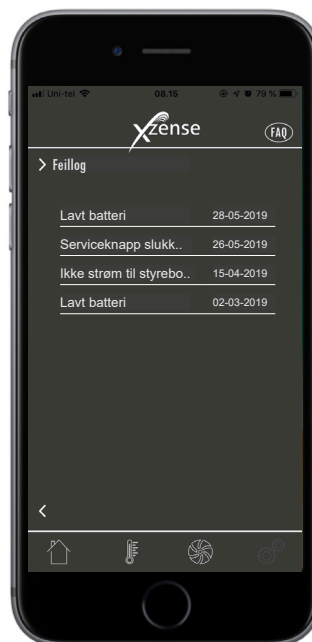 Uni-tel 08.15 79 %
xzense FAQ
> Feillog
Lavt batteri 28-05-2019
Serviceknapp slukk.. 26-05-2019
Ikke strøm til styrebo.. 15-04-2019
Lavt batteri 02-03-2019
<